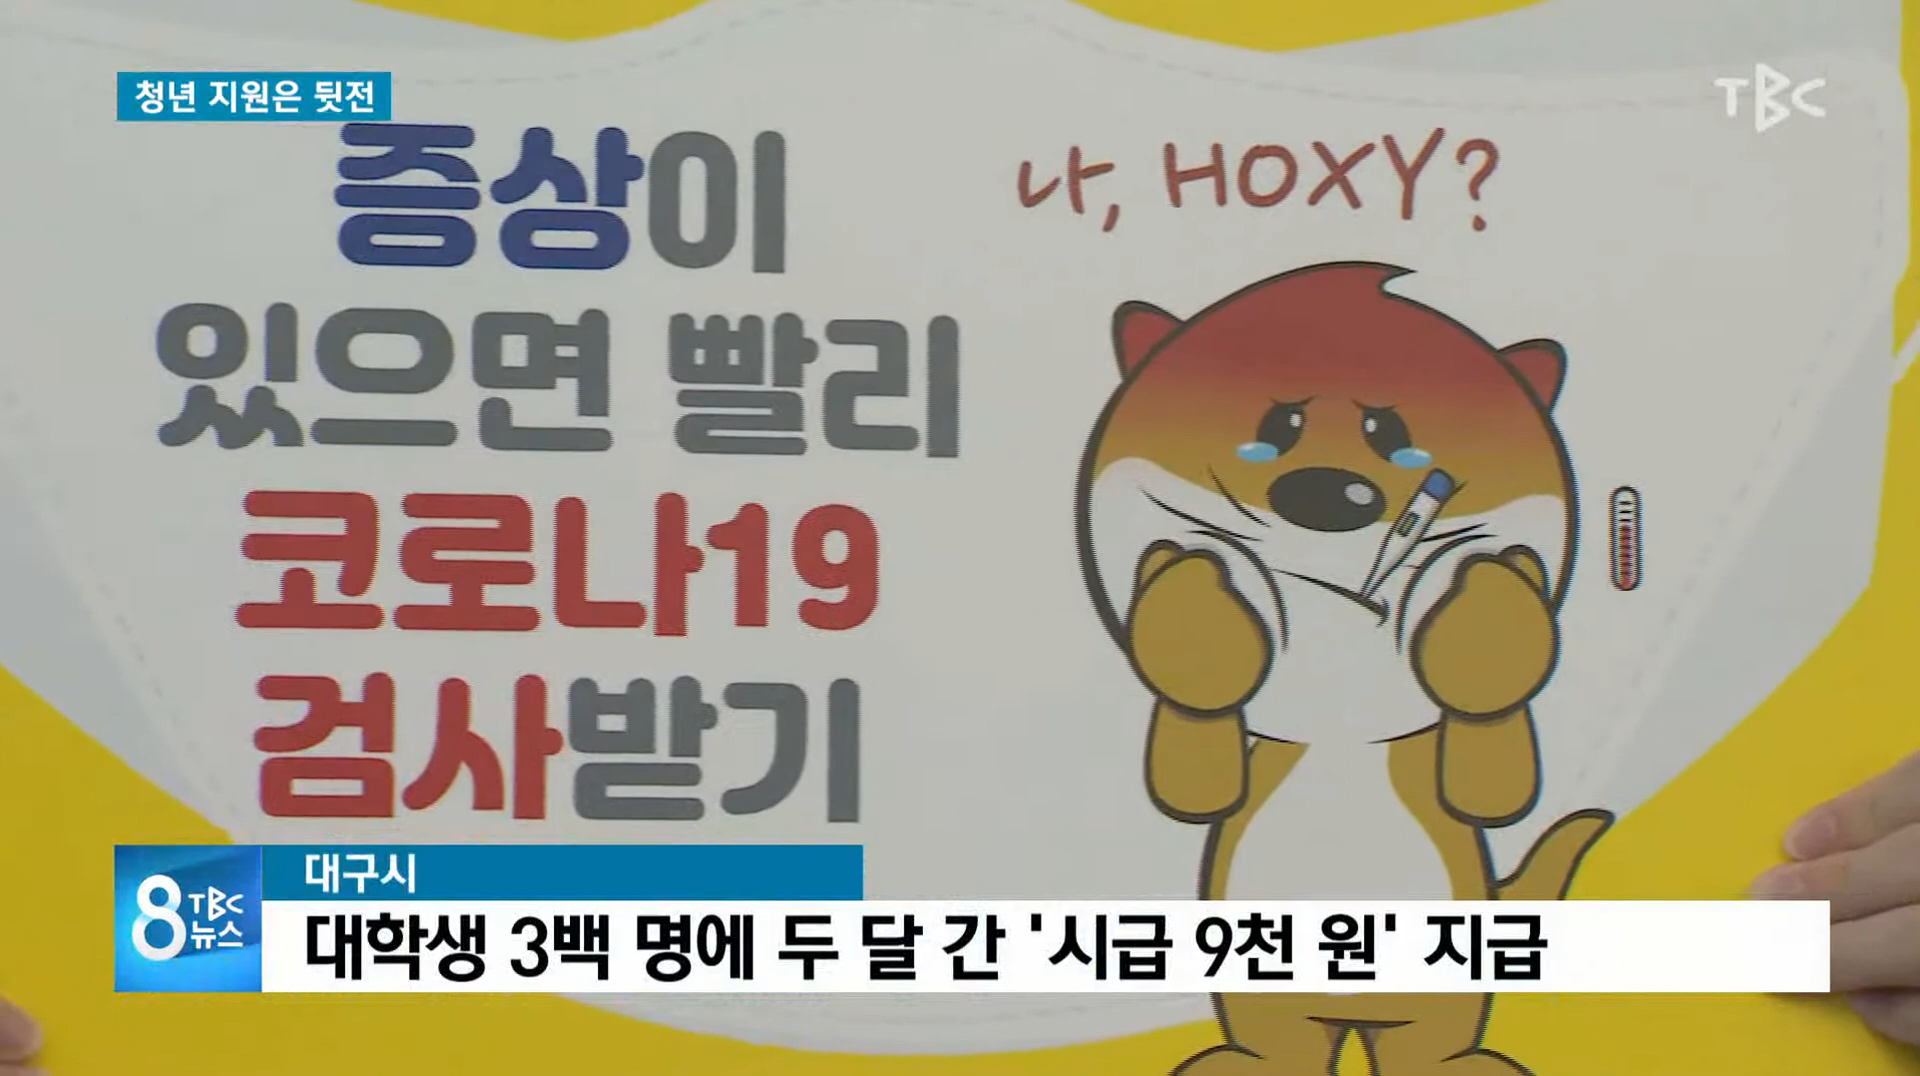 청년 지원은 뒷전
TBC
증상이
있으면 빨리
코로나19
검사받기
나, HOXY?
8 TBC 뉴스
대구시
대학생 3백 명에 두 달 간 '시급 9천 원' 지급